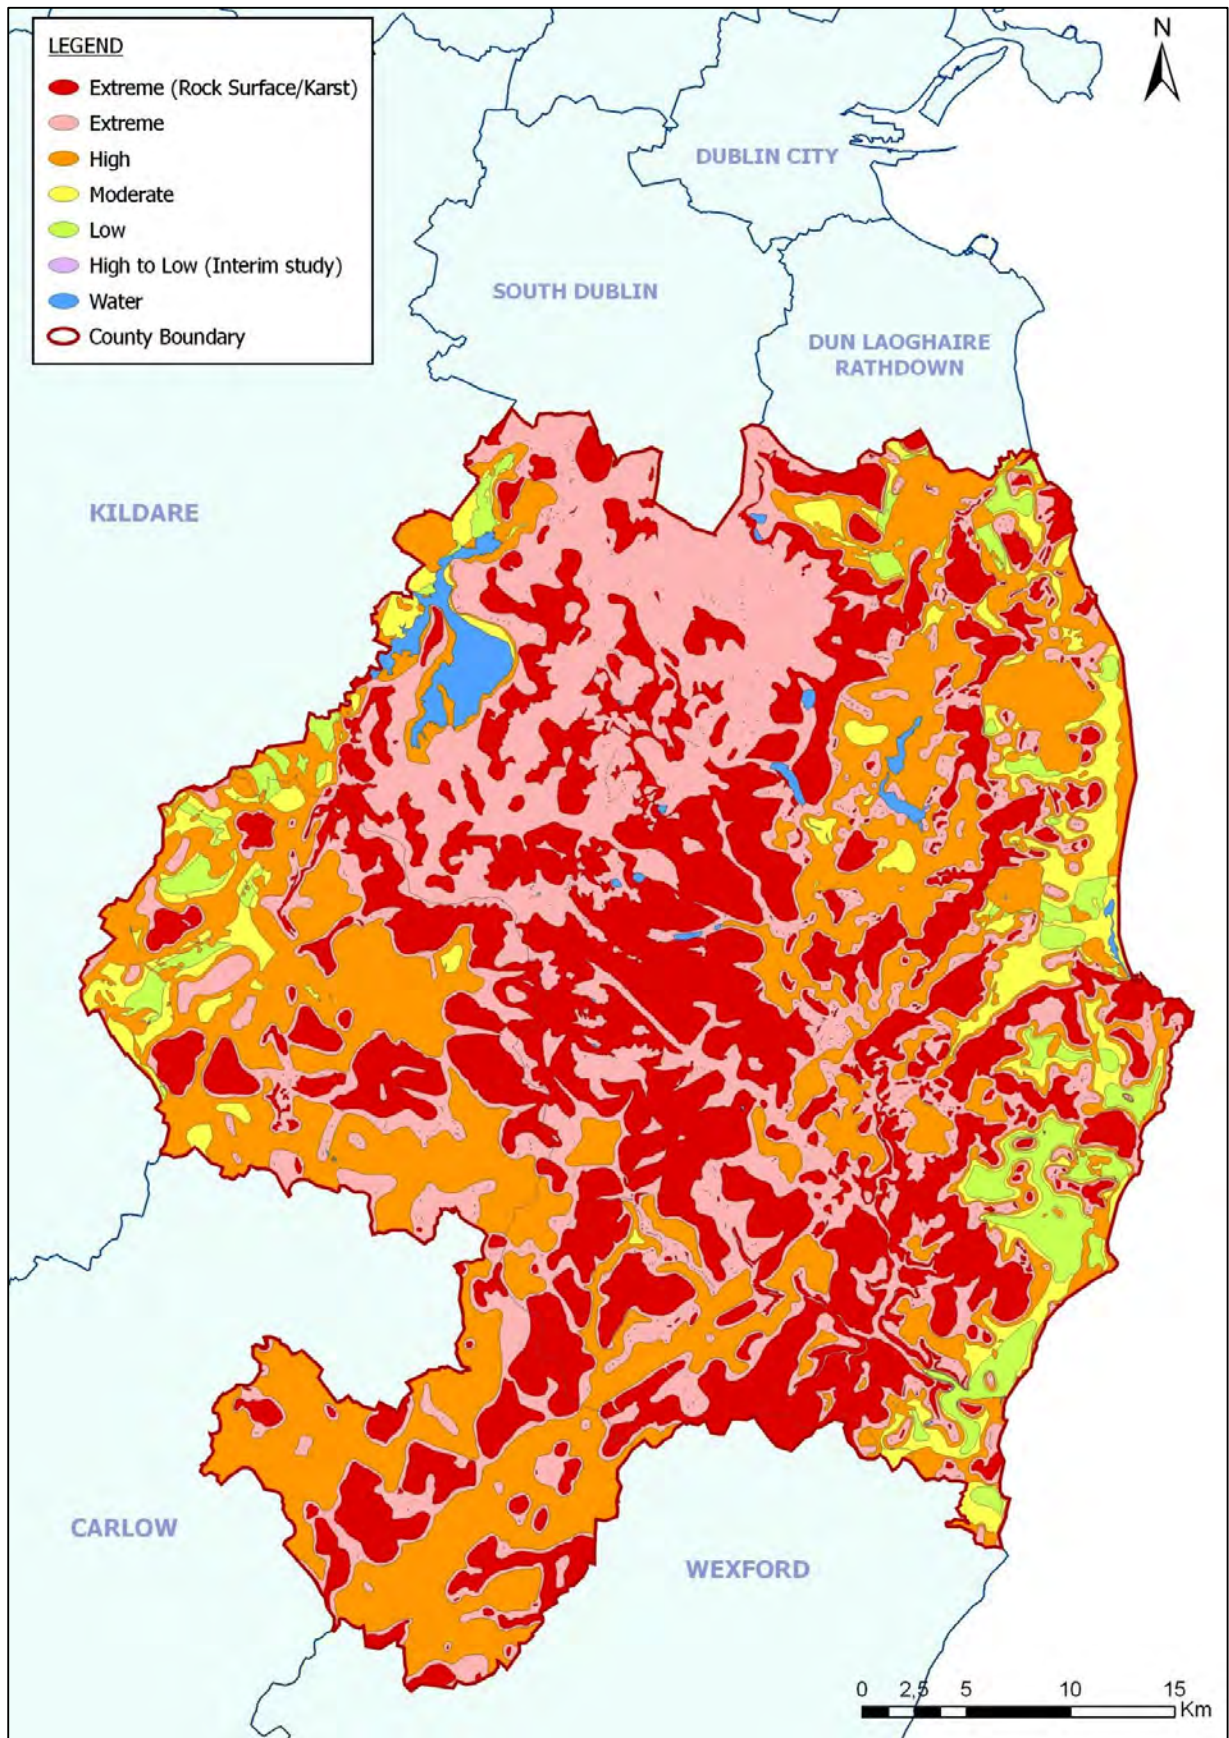 LEGEND
Extreme (Rock Surface/Karst)
Extreme
High
Moderate
Low
High to Low (Interim study)
Water
County Boundary
N
DUBLIN CITY
SOUTH DUBLIN
DUN LAOGHAIRE
RATHDOWN
KILDARE
CARLOW
WEXFORD
0 2,5 5 10 15
Km